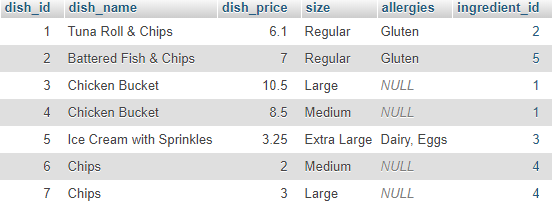 dish_id dish_name dish_price size allergies ingredient_id
1 Tuna Roll & Chips 6.1 Regular Gluten 2
2 Battered Fish & Chips 7 Regular Gluten 5
3 Chicken Bucket 10.5 Large NULL 1
4 Chicken Bucket 8.5 Medium NULL 1
5 Ice Cream with Sprinkles 3.25 Extra Large Dairy, Eggs 3
6 Chips 2 Medium NULL 4
7 Chips 3 Large NULL 4